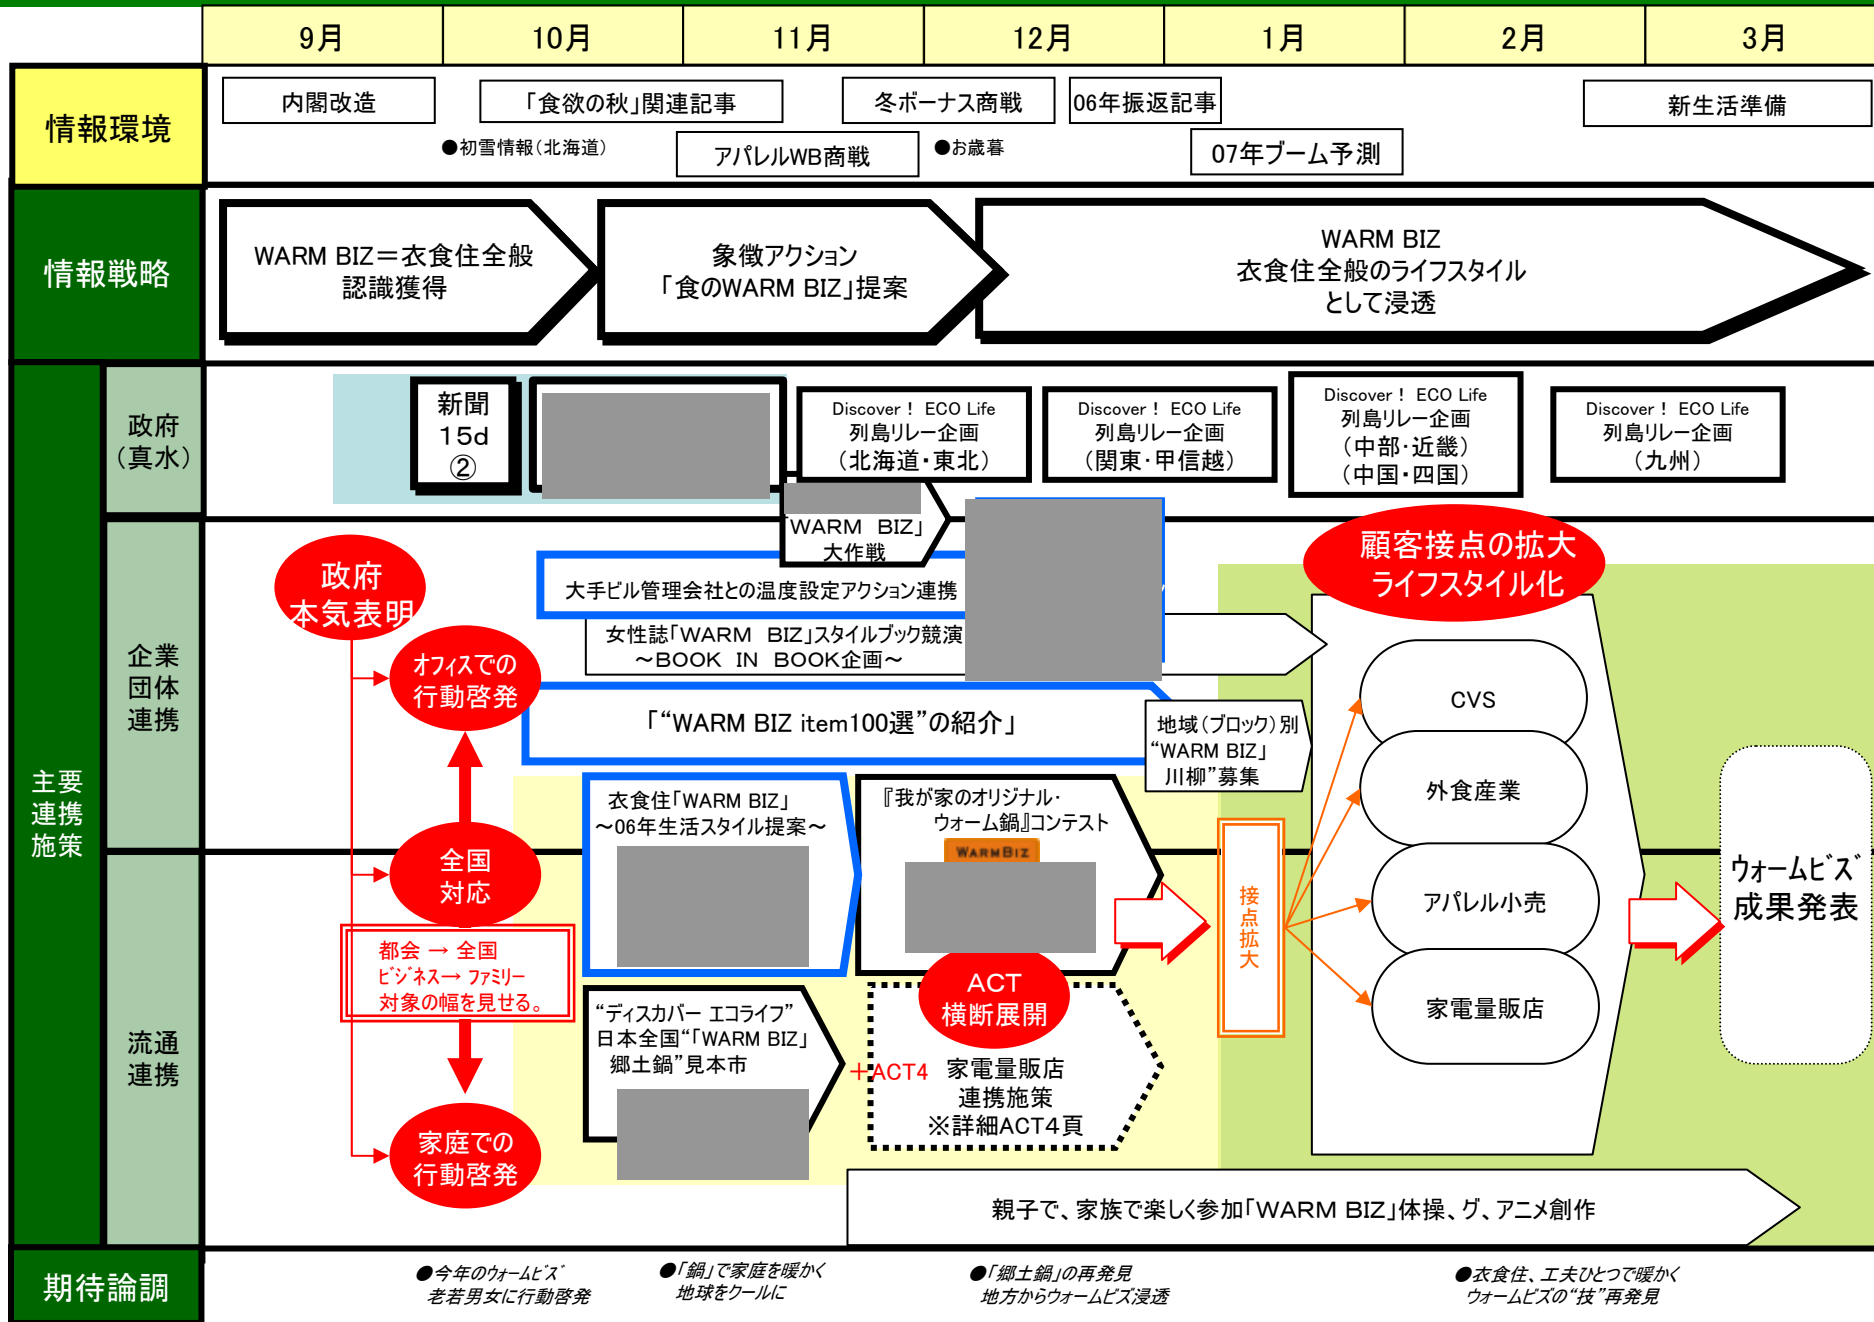 9月
10月
11月
12月
1月
2月
3月
情報環境
内閣改造
「食欲の秋」関連記事
冬ボーナス商戦
06年振返記事
新生活準備
●初雪情報(北海道)
アパレルWB商戦
●お歳暮
07年ブーム予測
情報戦略
WARM BIZ＝衣食住全般
認識獲得
象徴アクション
「食のWARM BIZ」提案
WARM BIZ
衣食住全般のライフスタイル
として浸透
主要
連携
施策
政府
（真水）
新聞
15d
②
Discover！ ECO Life
列島リレー企画
（北海道・東北）
Discover！ ECO Life
列島リレー企画
（関東・甲信越）
Discover！ ECO Life
列島リレー企画
（中部・近畿）
（中国・四国）
Discover！ ECO Life
列島リレー企画
（九州）
「WARM BIZ」
大作戦
企業
団体
連携
政府
本気表明
大手ビル管理会社との温度設定アクション連携
女性誌「WARM BIZ」スタイルブック競演
～BOOK IN BOOK企画～
オフィスでの
行動啓発
「“WARM BIZ item100選”の紹介」
地域（ブロック）別
“WARM BIZ」
川柳”募集
顧客接点の拡大
ライフスタイル化
CVS
外食産業
アパレル小売
家電量販店
衣食住「WARM BIZ」
～06年生活スタイル提案～
『我が家のオリジナル・
ウォーム鍋』コンテスト
WARMBIZ
全国
対応
接点拡大
ウォームビズ
成果発表
都会 → 全国
ビジネス→ ファミリー
対象の幅を見せる。
流通
連携
ACT
横断展開
“ディスカバー エコライフ”
日本全国“「WARM BIZ」
郷土鍋”見本市
＋ACT4
家電量販店
連携施策
※詳細ACT4頁
家庭での
行動啓発
親子で、家族で楽しく参加「WARM BIZ」体操、グ、アニメ創作
期待論調
●今年のウォームビズ
老若男女に行動啓発
●「鍋」で家庭を暖かく
地球をクールに
●「郷土鍋」の再発見
地方からウォームビズ浸透
●衣食住、工夫ひとつで暖かく
ウォームビズの“技”再発見